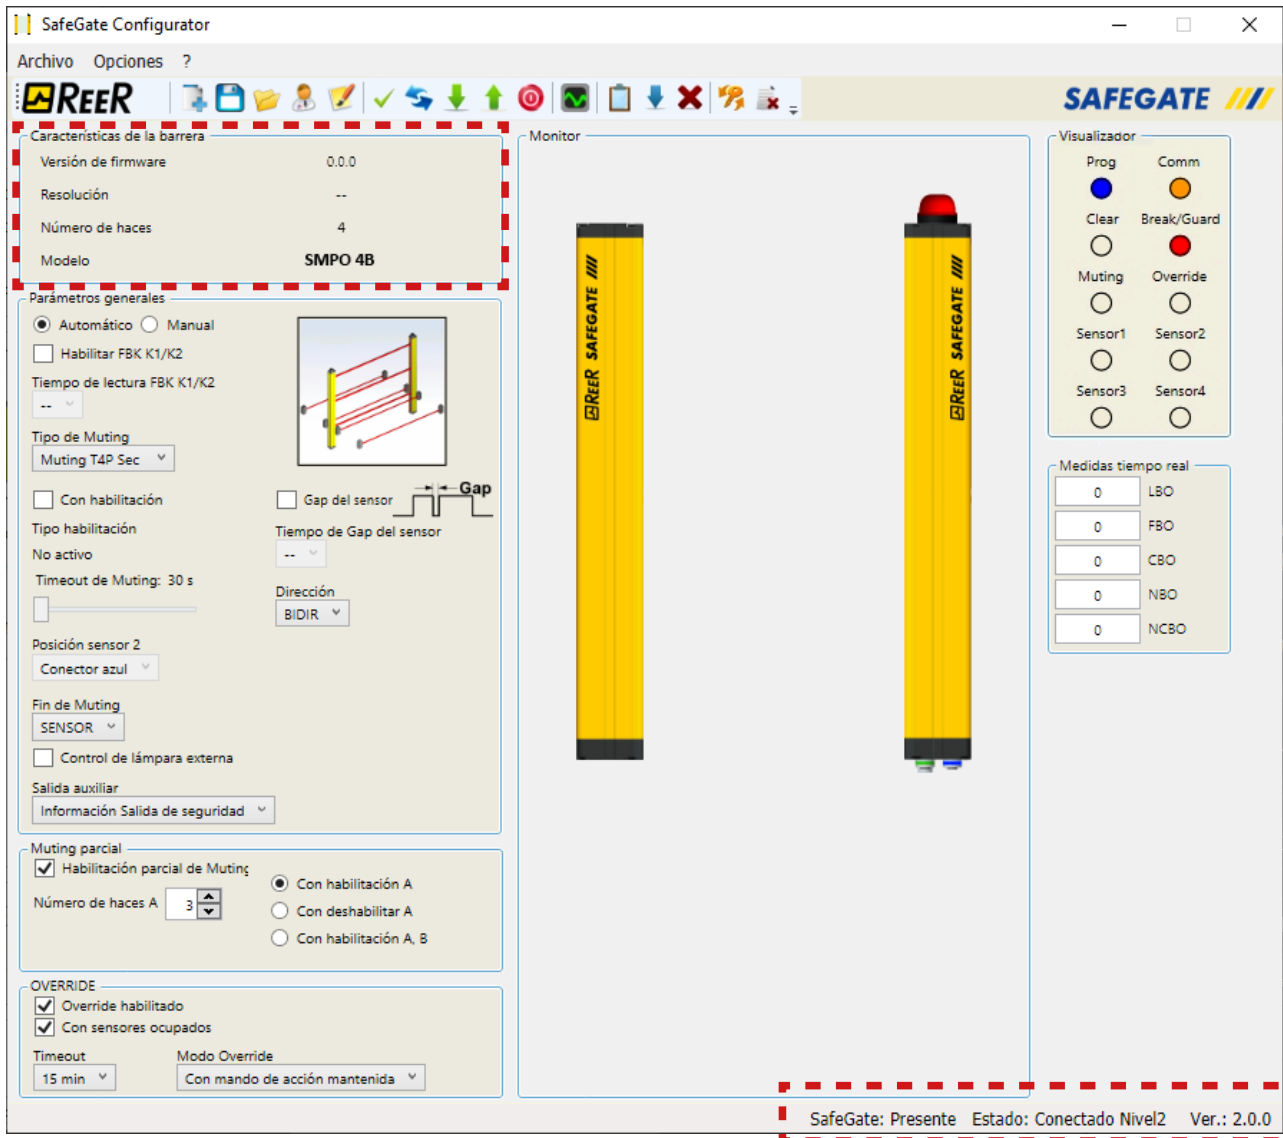 SafeGate Configurator
Archivo Opciones ?
REER
SAFEGATE
Características de la barrera
Versión de firmware 0.0.0
Resolución --
Número de haces 4
Modelo SMPO 4B
Parámetros generales
Automático Manual
Habilitar FBK K1/K2
Tiempo de lectura FBK K1/K2
--
Tipo de Muting
Muting T4P Sec
Con habilitación
Gap del sensor
Gap
Tipo habilitación
No activo
Tiempo de Gap del sensor
--
Timeout de Muting: 30 s
Dirección
BIDIR
Posición sensor 2
Conector azul
Fin de Muting
SENSOR
Control de lámpara externa
Salida auxiliar
Información Salida de seguridad
Muting parcial
Habilitación parcial de Muting
Número de haces A 3
Con habilitación A
Con deshabilitar A
Con habilitación A, B
OVERRIDE
Override habilitado
Con sensores ocupados
Timeout Modo Override
15 min Con mando de acción mantenida
Monitor
REER SAFEGATE
REER SAFEGATE
Visualizador
Prog Comm
Clear Break/Guard
Muting Override
Sensor1 Sensor2
Sensor3 Sensor4
Medidas tiempo real
0 LBO
0 FBO
0 CBO
0 NBO
0 NCBO
SafeGate: Presente Estado: Conectado Nivel2 Ver.: 2.0.0